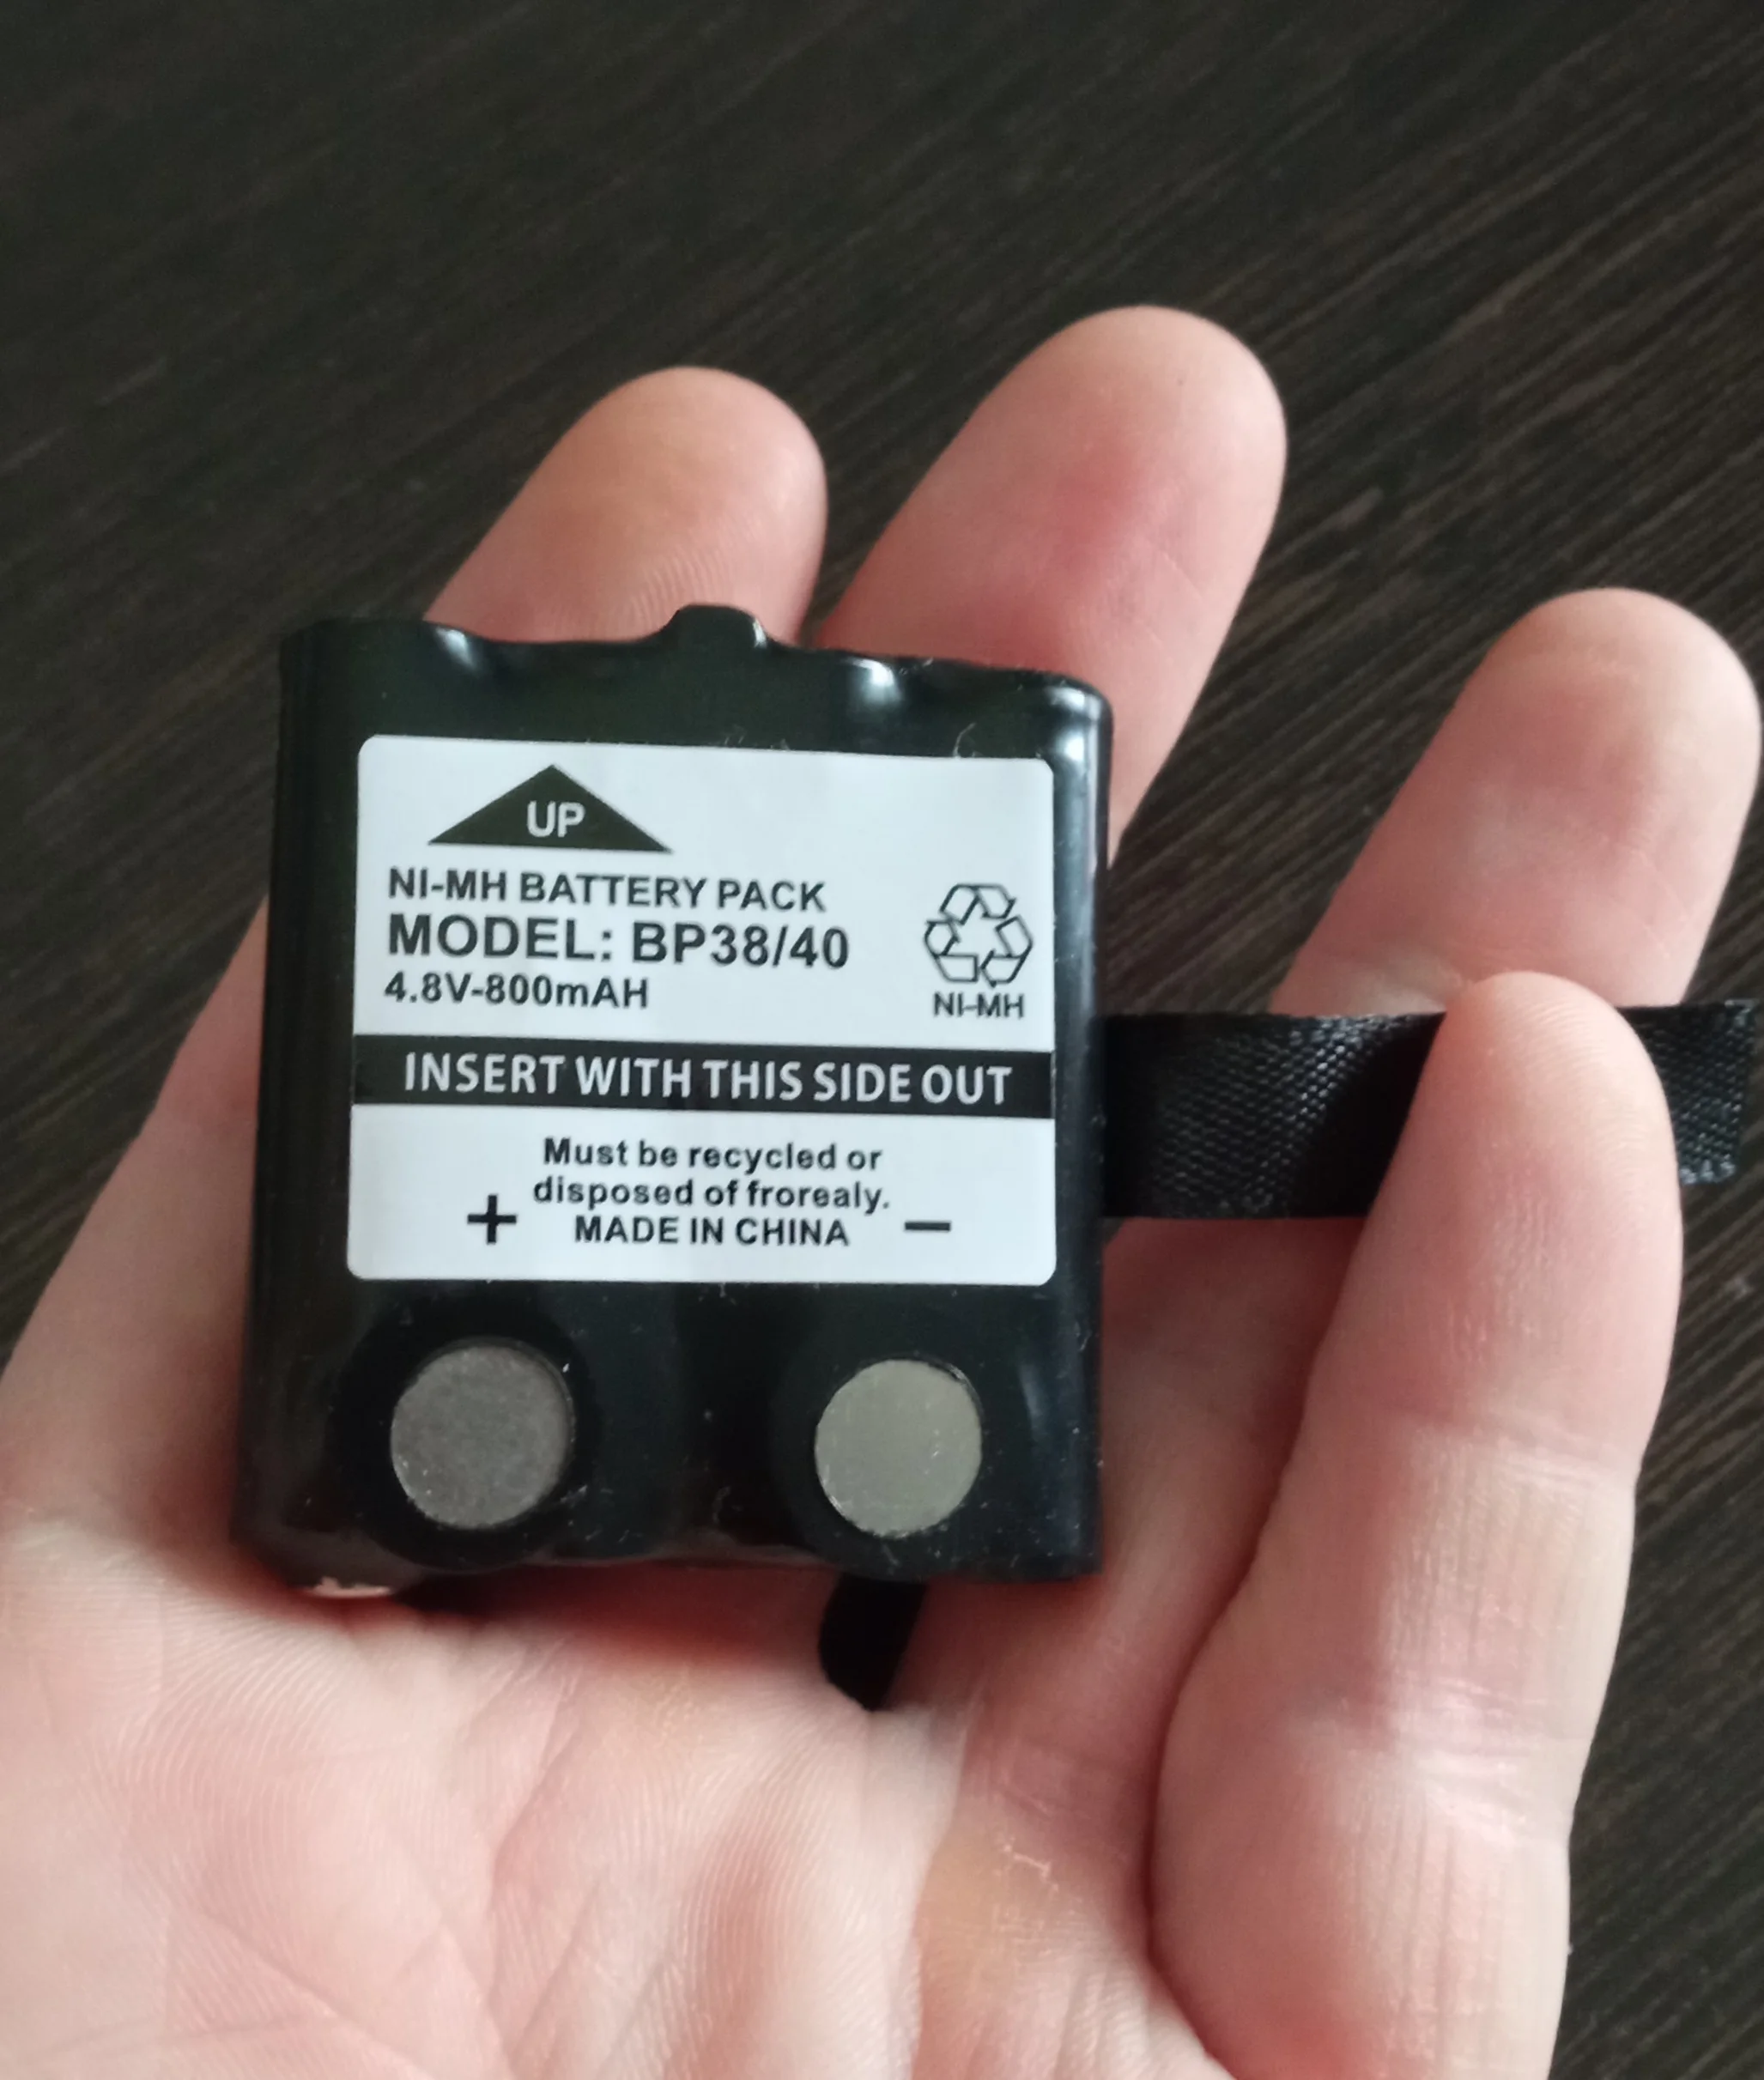 UP
NI-MH BATTERY PACK
MODEL: BP38/40
4.8V-800mAH
NI-MH
INSERT WITH THIS SIDE OUT
Must be recycled or
disposed of frorealy.
+ MADE IN CHINA −